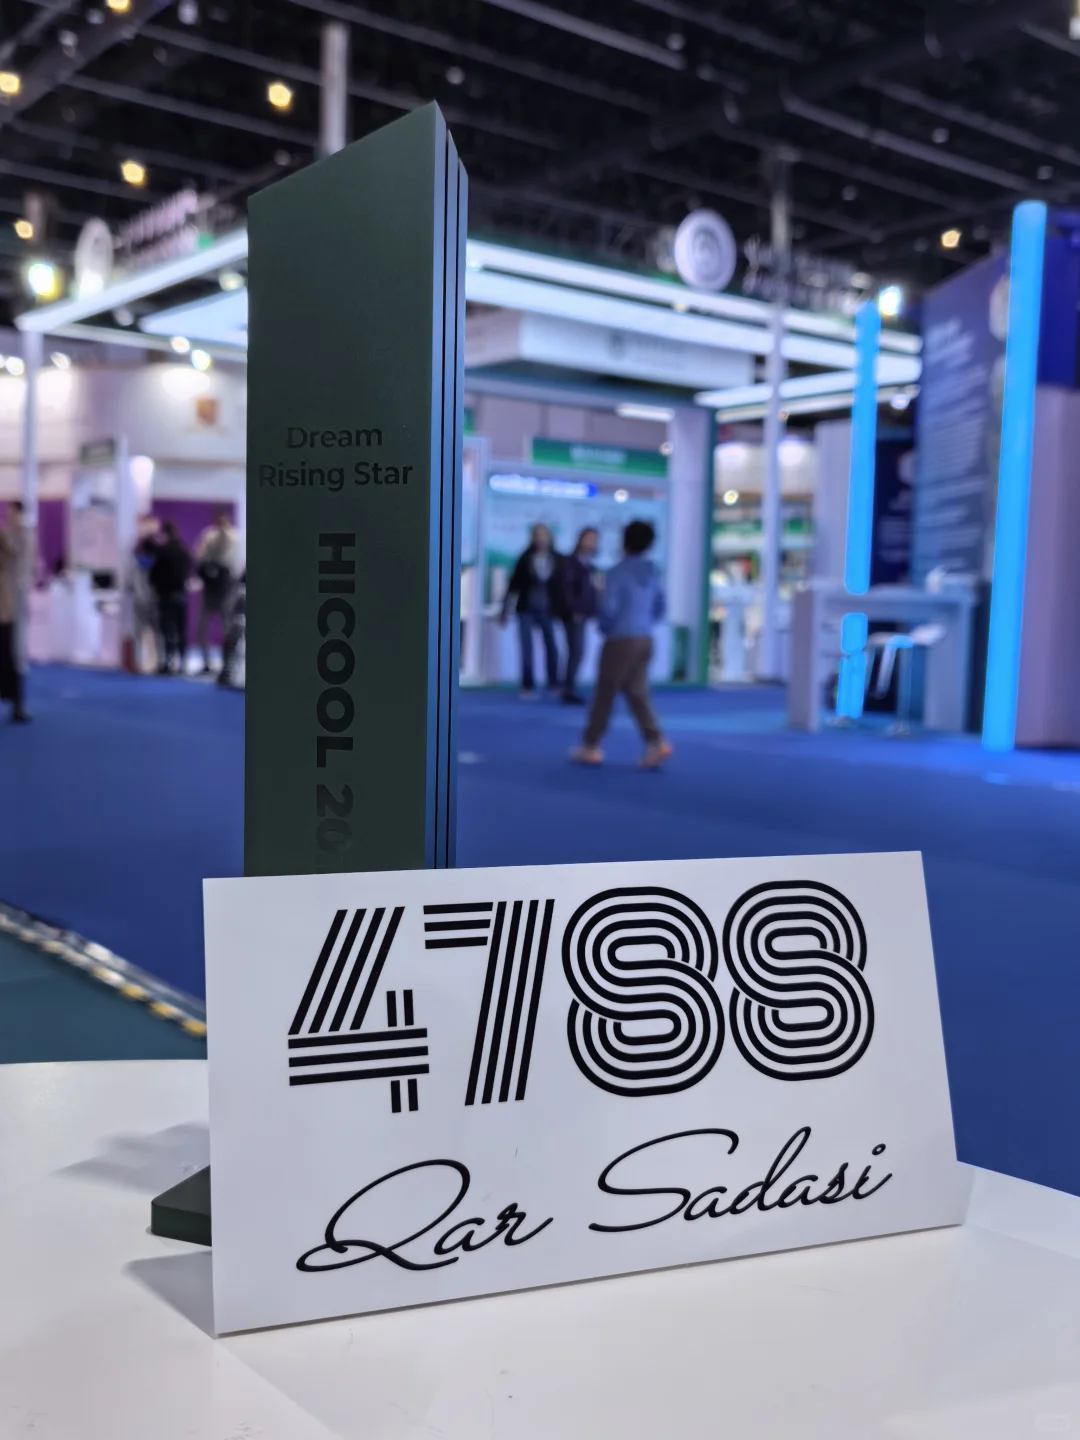 Dream
Rising Star
HICOOL 20
4788
Qar Sadasi